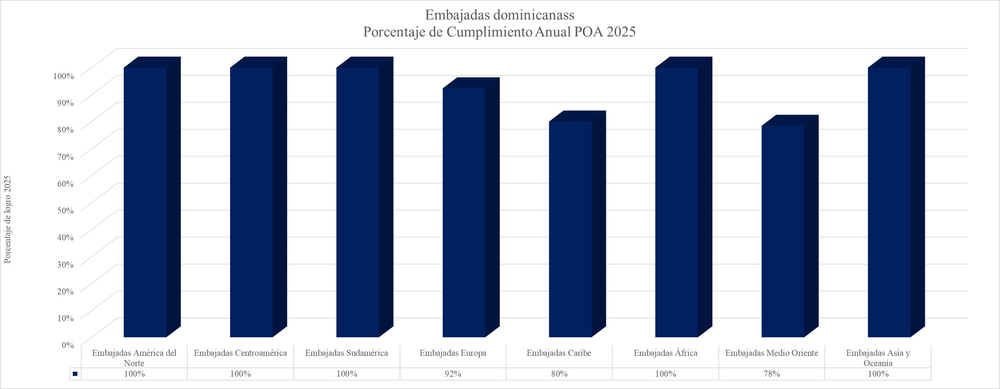 Embajadas dominicanass
Porcentaje de Cumplimiento Anual POA 2025
Porcentaje de logro 2025
100%
90%
80%
70%
60%
50%
40%
30%
20%
10%
0%
Embajadas América del
Norte
Embajadas Centroamérica
Embajadas Sudamérica
Embajadas Europa
Embajadas Caribe
Embajadas África
Embajadas Medio Oriente
Embajadas Asía y
Oceanía
100%
100%
100%
92%
80%
100%
78%
100%